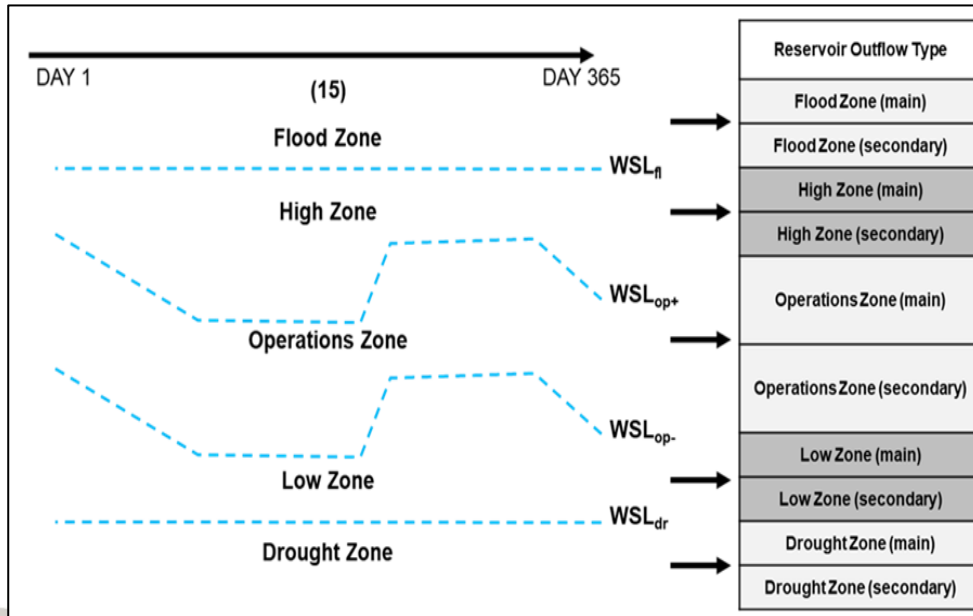 DAY 1
(15)
DAY 365
Flood Zone
WSLfl
High Zone
WSLop+
Operations Zone
WSLop-
Low Zone
WSLdr
Drought Zone
Reservoir Outflow Type
Flood Zone (main)
Flood Zone (secondary)
High Zone (main)
High Zone (secondary)
Operations Zone (main)
Operations Zone (secondary)
Low Zone (main)
Low Zone (secondary)
Drought Zone (main)
Drought Zone (secondary)